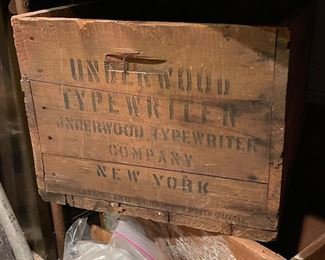 UNDERWOOD
TYPEWRITER
UNDERWOOD TYPEWRITER
COMPANY
NEW YORK